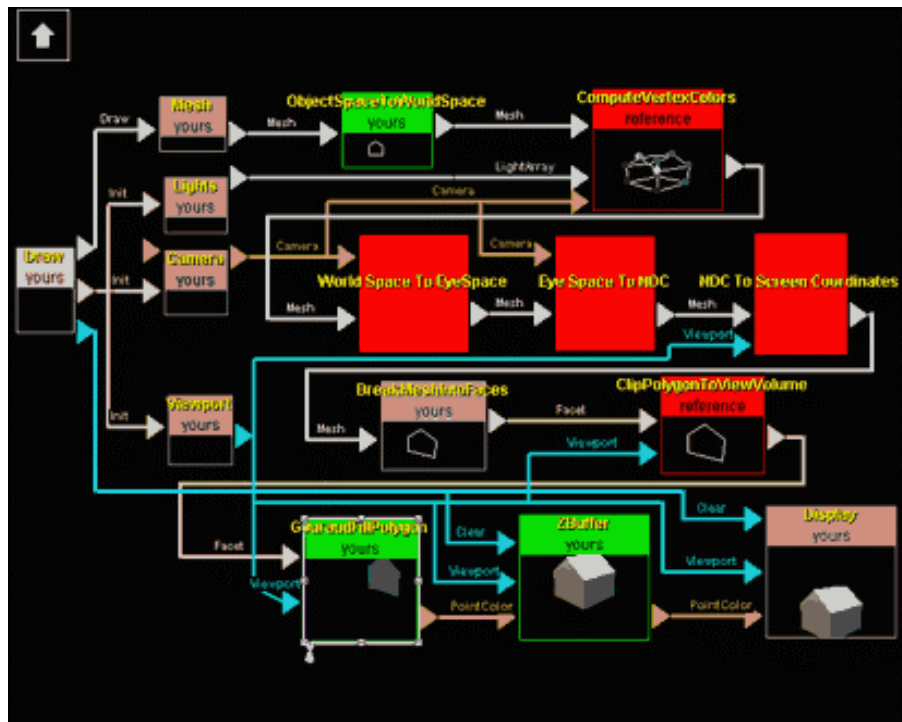 Mesh
yours
Draw
Mesh
ObjectSpaceToWorldSpace
yours
Mesh
ComputeVertexColors
reference
LightArray
Init
Lights
yours
Camera
Draw
yours
Init
Camera
yours
Camera
World Space To EyeSpace
Camera
Eye Space To NDC
NDC To Screen Coordinates
Mesh
Mesh
Mesh
Viewport
Init
Viewport
yours
BreakMeshIntoFaces
yours
Mesh
Facet
ClipPolygonToViewVolume
reference
Viewport
Facet
GouraudFillPolygon
yours
Viewport
Clear
ZBuffer
yours
Viewport
PointColor
Clear
Display
yours
Viewport
PointColor